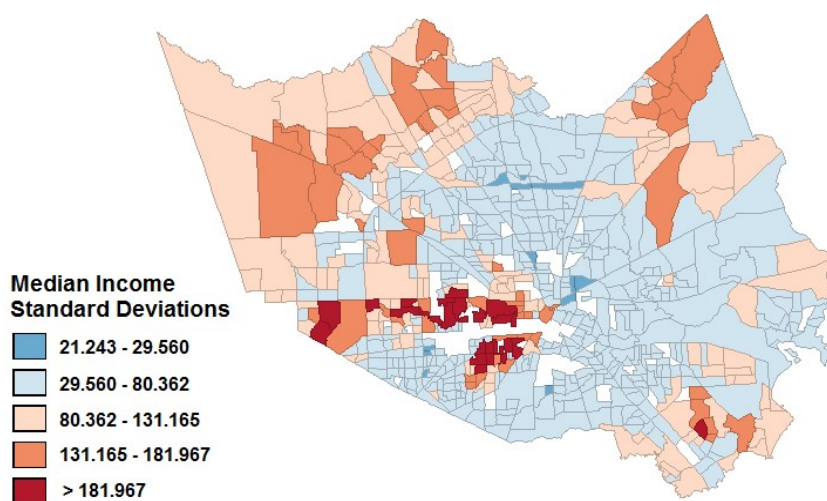 Median Income
Standard Deviations
21.243 - 29.560
29.560 - 80.362
80.362 - 131.165
131.165 - 181.967
> 181.967